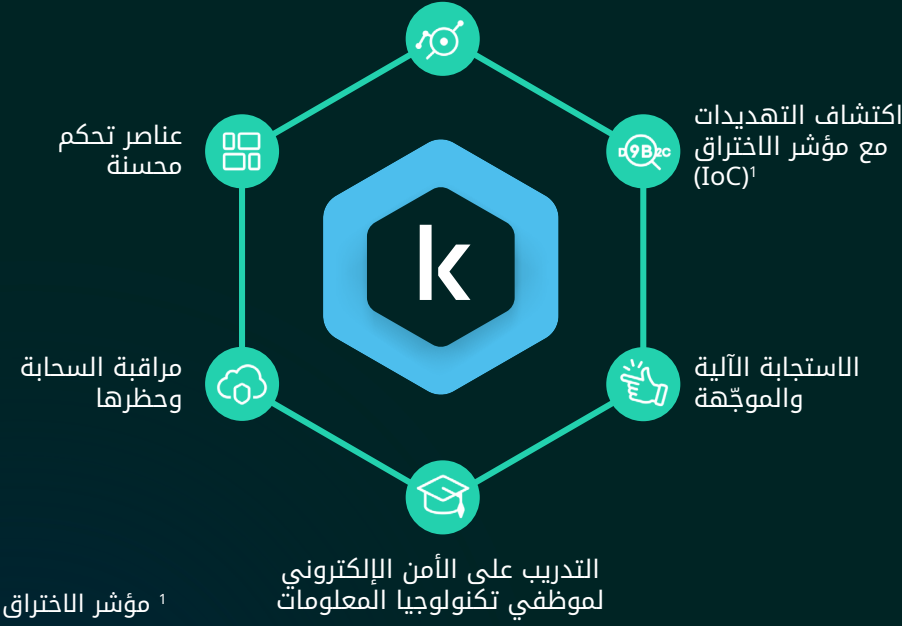 اكتشاف التهديدات
مع مؤشر الاختراق
(IoC)¹
D9B2C
عناصر تحكم
محسنة
k
الاستجابة الآلية
والموجّهة
مراقبة السحابة
وحظرها
التدريب على الأمن الإلكتروني
لموظفي تكنولوجيا المعلومات
¹ مؤشر الاختراق